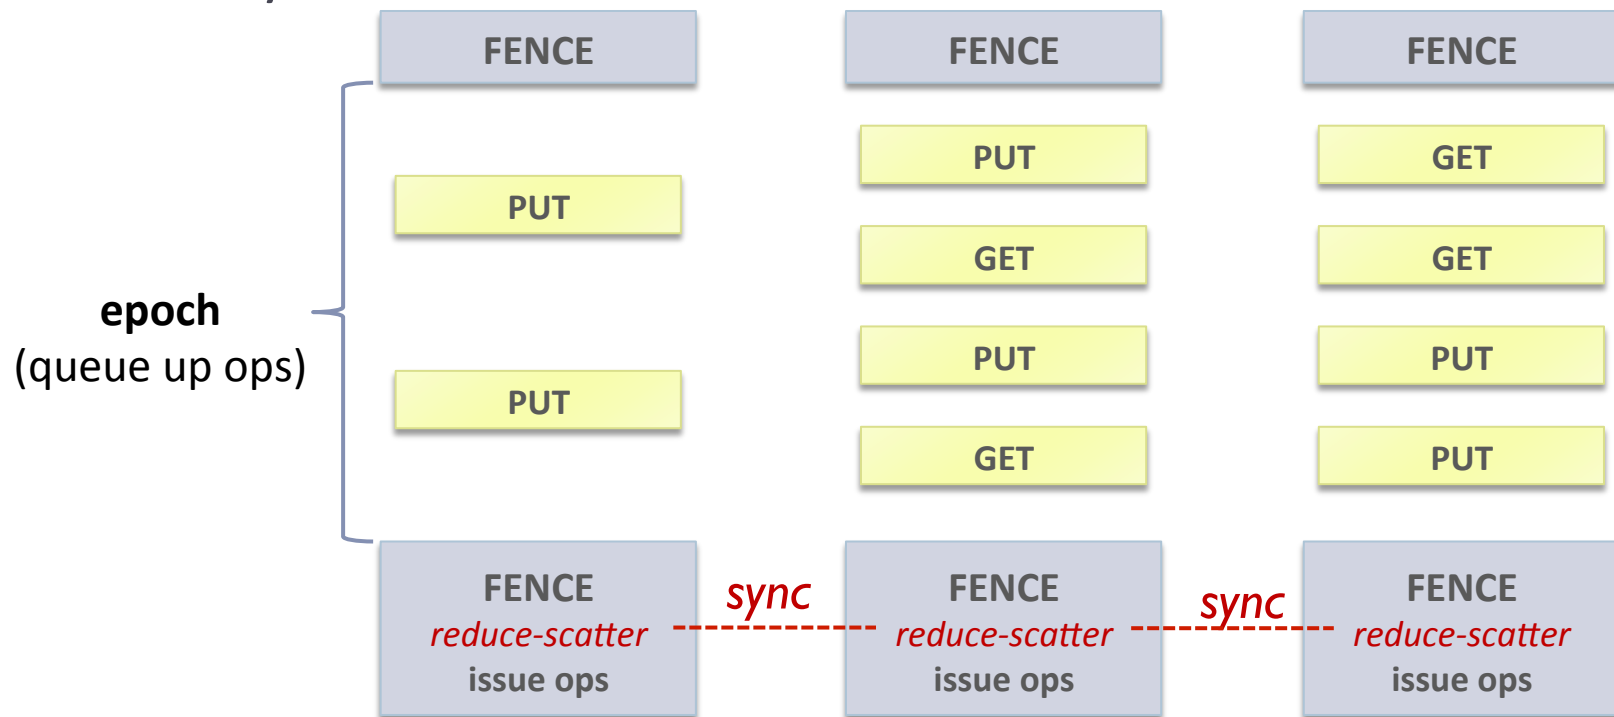 FENCE
FENCE
FENCE
PUT
GET
PUT
GET
GET
epoch
(queue up ops)
PUT
PUT
PUT
GET
PUT
FENCE
reduce-scatter
issue ops
sync
FENCE
reduce-scatter
issue ops
sync
FENCE
reduce-scatter
issue ops